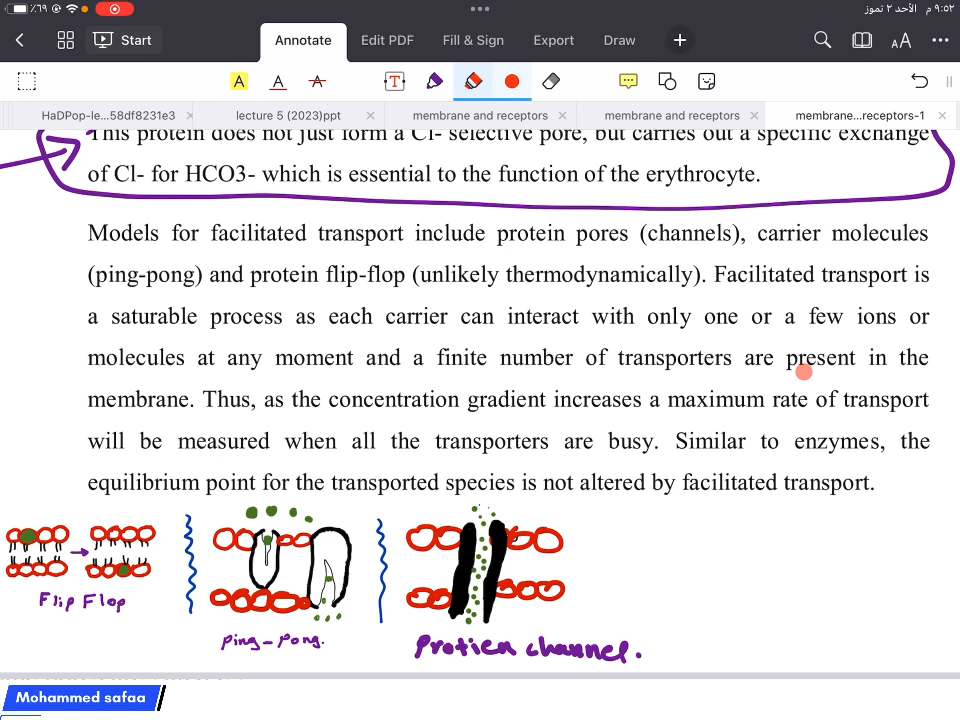 ٪٦٩
٩:٥٢ م الأحد ٢ تموز
Start
Annotate
Edit PDF
Fill & Sign
Export
Draw
HaDPop-le...58df8231e3
lecture 5 (2023)ppt
membrane and receptors
membrane and receptors
membrane...receptors-1
This protein does not just form a Cl- selective pore, but carries out a specific exchange
of Cl- for HCO3- which is essential to the function of the erythrocyte.
Models for facilitated transport include protein pores (channels), carrier molecules
(ping-pong) and protein flip-flop (unlikely thermodynamically). Facilitated transport is
a saturable process as each carrier can interact with only one or a few ions or
molecules at any moment and a finite number of transporters are present in the
membrane. Thus, as the concentration gradient increases a maximum rate of transport
will be measured when all the transporters are busy. Similar to enzymes, the
equilibrium point for the transported species is not altered by facilitated transport.
Flip Flop
Ping-Pong.
Protien channel.
Mohammed safaa